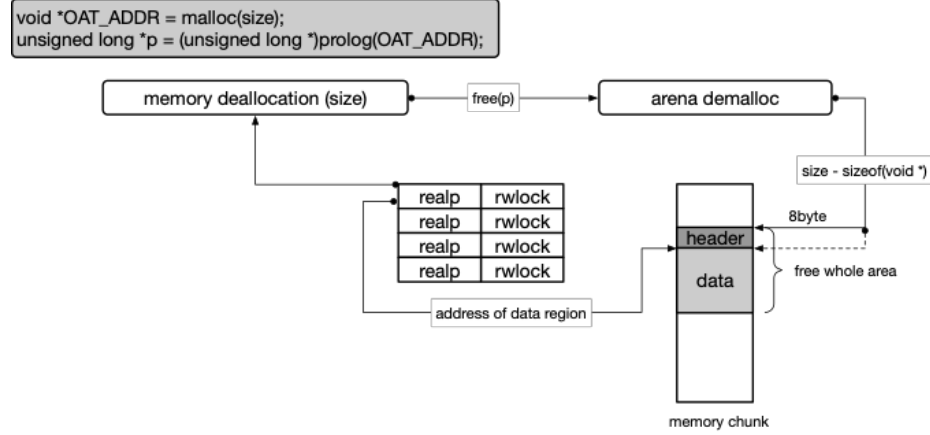 void *OAT_ADDR = malloc(size);
unsigned long *p = (unsigned long *)prolog(OAT_ADDR);
memory deallocation (size)
free(p)
arena demalloc
size - sizeof(void *)
realp rwlock
realp rwlock
realp rwlock
realp rwlock
8byte
header
data
free whole area
address of data region
memory chunk